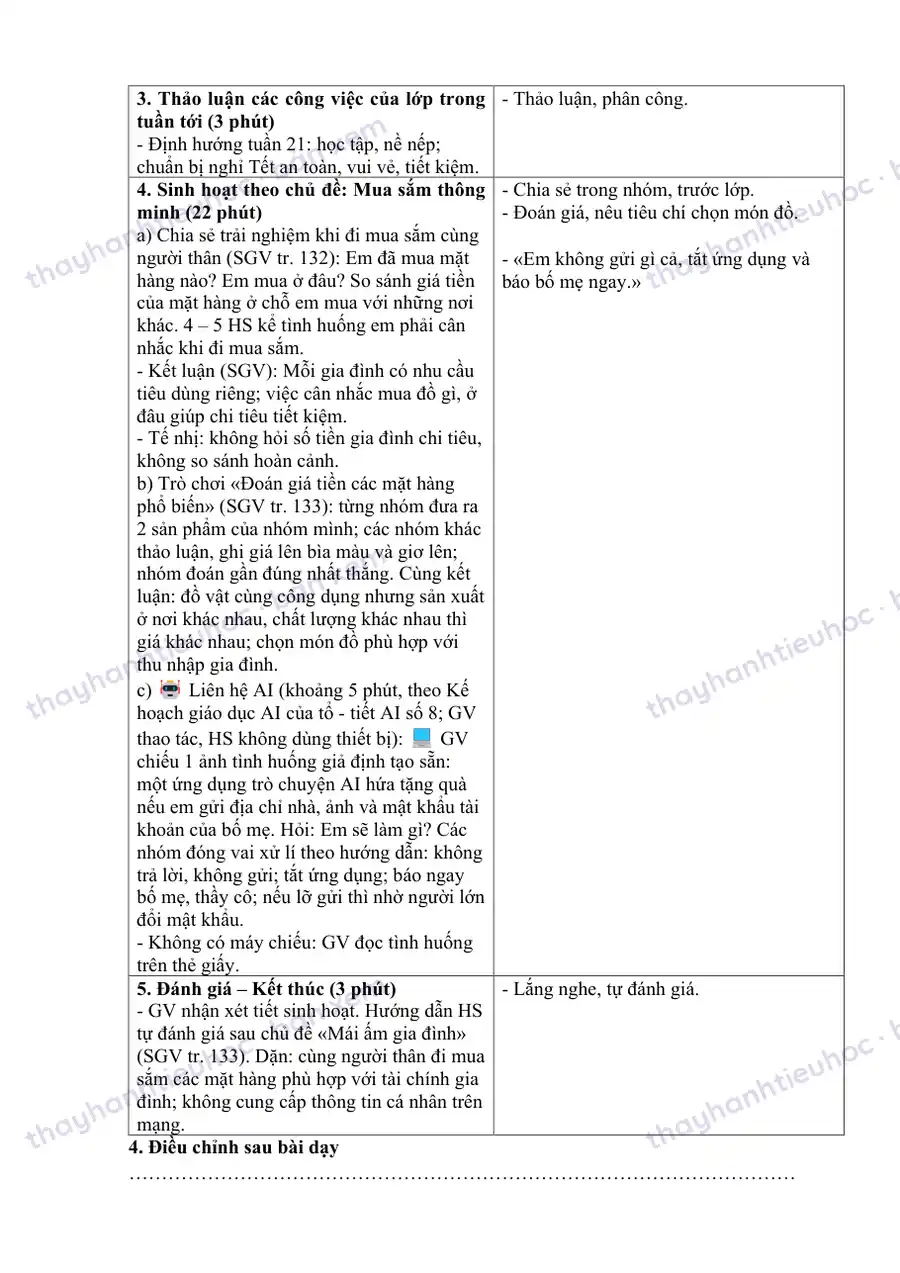 3. Thảo luận các công việc của lớp trong
tuần tới (3 phút)
- Định hướng tuần 21: học tập, nề nếp;
chuẩn bị nghỉ Tết an toàn, vui vẻ, tiết kiệm.
- Thảo luận, phân công.
4. Sinh hoạt theo chủ đề: Mua sắm thông
minh (22 phút)
a) Chia sẻ trải nghiệm khi đi mua sắm cùng
người thân (SGV tr. 132): Em đã mua mặt
hàng nào? Em mua ở đâu? So sánh giá tiền
của mặt hàng ở chỗ em mua với những nơi
khác. 4 – 5 HS kể tình huống em phải cân
nhắc khi đi mua sắm.
- Kết luận (SGV): Mỗi gia đình có nhu cầu
tiêu dùng riêng; việc cân nhắc mua đồ gì, ở
đâu giúp chi tiêu tiết kiệm.
- Tế nhị: không hỏi số tiền gia đình chi tiêu,
không so sánh hoàn cảnh.
b) Trò chơi «Đoán giá tiền các mặt hàng
phổ biến» (SGV tr. 133): từng nhóm đưa ra
2 sản phẩm của nhóm mình; các nhóm khác
thảo luận, ghi giá lên bìa màu và giơ lên;
nhóm đoán gần đúng nhất thắng. Cùng kết
luận: đồ vật cùng công dụng nhưng sản xuất
ở nơi khác nhau, chất lượng khác nhau thì
giá khác nhau; chọn món đồ phù hợp với
thu nhập gia đình.
c) Liên hệ AI (khoảng 5 phút, theo Kế
hoạch giáo dục AI của tổ - tiết AI số 8; GV
thao tác, HS không dùng thiết bị): GV
chiếu 1 ảnh tình huống giả định tạo sẵn:
một ứng dụng trò chuyện AI hứa tặng quà
nếu em gửi địa chỉ nhà, ảnh và mật khẩu tài
khoản của bố mẹ. Hỏi: Em sẽ làm gì? Các
nhóm đóng vai xử lí theo hướng dẫn: không
trả lời, không gửi; tắt ứng dụng; báo ngay
bố mẹ, thầy cô; nếu lỡ gửi thì nhờ người lớn
đổi mật khẩu.
- Không có máy chiếu: GV đọc tình huống
trên thẻ giấy.
- Chia sẻ trong nhóm, trước lớp.
- Đoán giá, nêu tiêu chí chọn món đồ.
- «Em không gửi gì cả, tắt ứng dụng và
báo bố mẹ ngay.»
5. Đánh giá – Kết thúc (3 phút)
- GV nhận xét tiết sinh hoạt. Hướng dẫn HS
tự đánh giá sau chủ đề «Mái ấm gia đình»
(SGV tr. 133). Dặn: cùng người thân đi mua
sắm các mặt hàng phù hợp với tài chính gia
đình; không cung cấp thông tin cá nhân trên
mạng.
- Lắng nghe, tự đánh giá.
4. Điều chỉnh sau bài dạy
……………………………………………………………………………………
thayhanhtieuhoc · bản xem
thayhanhtieuhoc · b
thayhanhtieuhoc · bản xem
thayhanhtieuhoc · b
thayhanhtieuhoc · bản xem
thayhanhtieuhoc · b